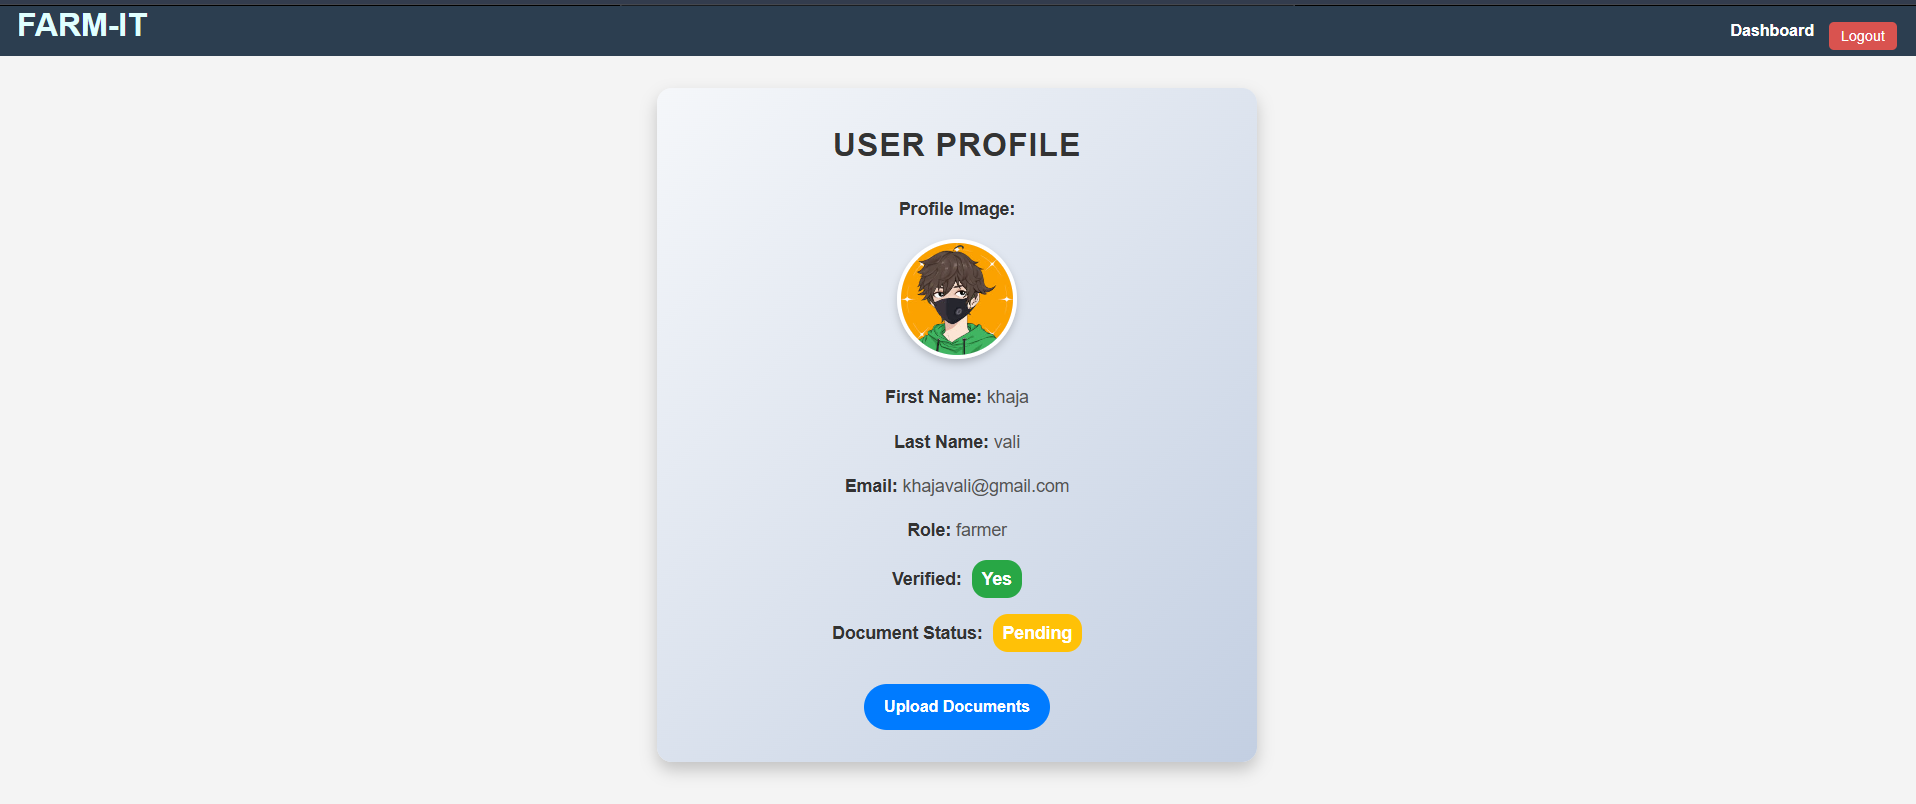 FARM-IT
Dashboard Logout
USER PROFILE
Profile Image:
First Name: khaja
Last Name: vali
Email: khajavali@gmail.com
Role: farmer
Verified: Yes
Document Status: Pending
Upload Documents